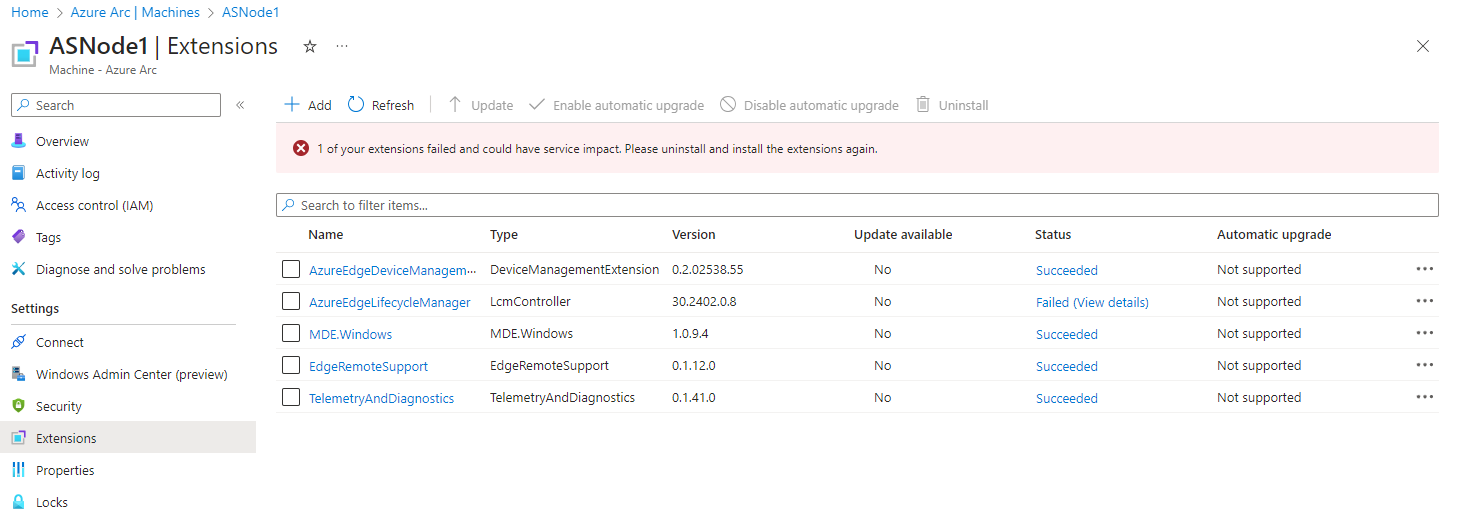 Home > Azure Arc | Machines > ASNode1
ASNode1 | Extensions
Machine - Azure Arc
Search
Add Refresh Update Enable automatic upgrade Disable automatic upgrade Uninstall
Overview
Activity log
Access control (IAM)
Tags
Diagnose and solve problems
Settings
Connect
Windows Admin Center (preview)
Security
Extensions
Properties
Locks
1 of your extensions failed and could have service impact. Please uninstall and install the extensions again.
Search to filter items...
Name Type Version Update available Status Automatic upgrade
AzureEdgeDeviceManagem... DeviceManagementExtension 0.2.02538.55 No Succeeded Not supported
AzureEdgeLifecycleManager LcmController 30.2402.0.8 No Failed (View details) Not supported
MDE.Windows MDE.Windows 1.0.9.4 No Succeeded Not supported
EdgeRemoteSupport EdgeRemoteSupport 0.1.12.0 No Succeeded Not supported
TelemetryAndDiagnostics TelemetryAndDiagnostics 0.1.41.0 No Succeeded Not supported